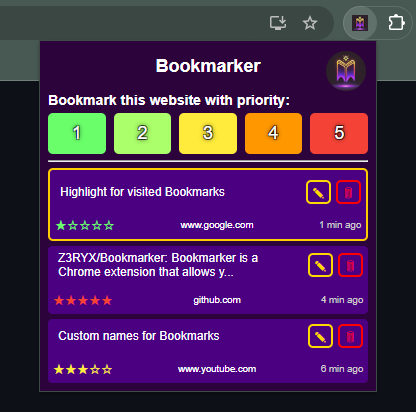 Bookmarker
Bookmark this website with priority:
1 2 3 4 5
Highlight for visited Bookmarks
www.google.com 1 min ago
Z3RYX/Bookmarker: Bookmarker is a
Chrome extension that allows y...
github.com 4 min ago
Custom names for Bookmarks
www.youtube.com 6 min ago